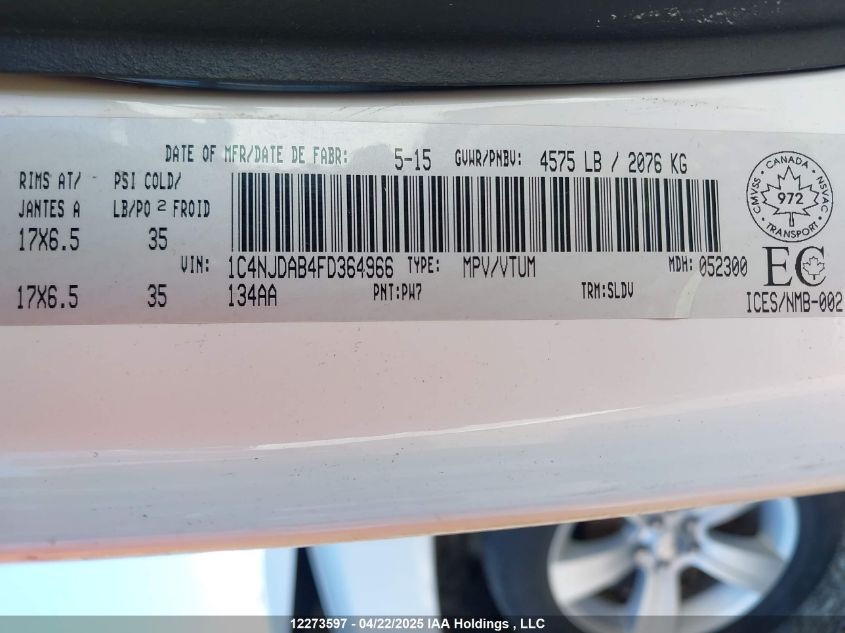 DATE OF MFR/DATE DE FABR: 5-15 GVWR/PNBV: 4575 LB / 2076 KG
RIMS AT/ PSI COLD/
JANTES A LB/PO 2 FROID
17X6.5 35
VIN: 1C4NJDAB4FD364966 TYPE: MPV/VTUM MDH: 052300
17X6.5 35 134AA PNT:PW7 TRM:SLDV
CANADA
CMVSS 972 NSVAC
TRANSPORT
EC
ICES/NMB-002
12273597 - 04/22/2025 IAA Holdings , LLC